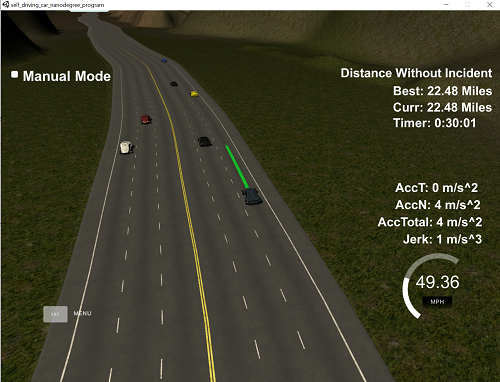 self_driving_car_nanodegree_program
Manual Mode
Distance Without Incident
Best: 22.48 Miles
Curr: 22.48 Miles
Timer: 0:30:01
AccT: 0 m/s^2
AccN: 4 m/s^2
AccTotal: 4 m/s^2
Jerk: 1 m/s^3
49.36
MPH
MENU